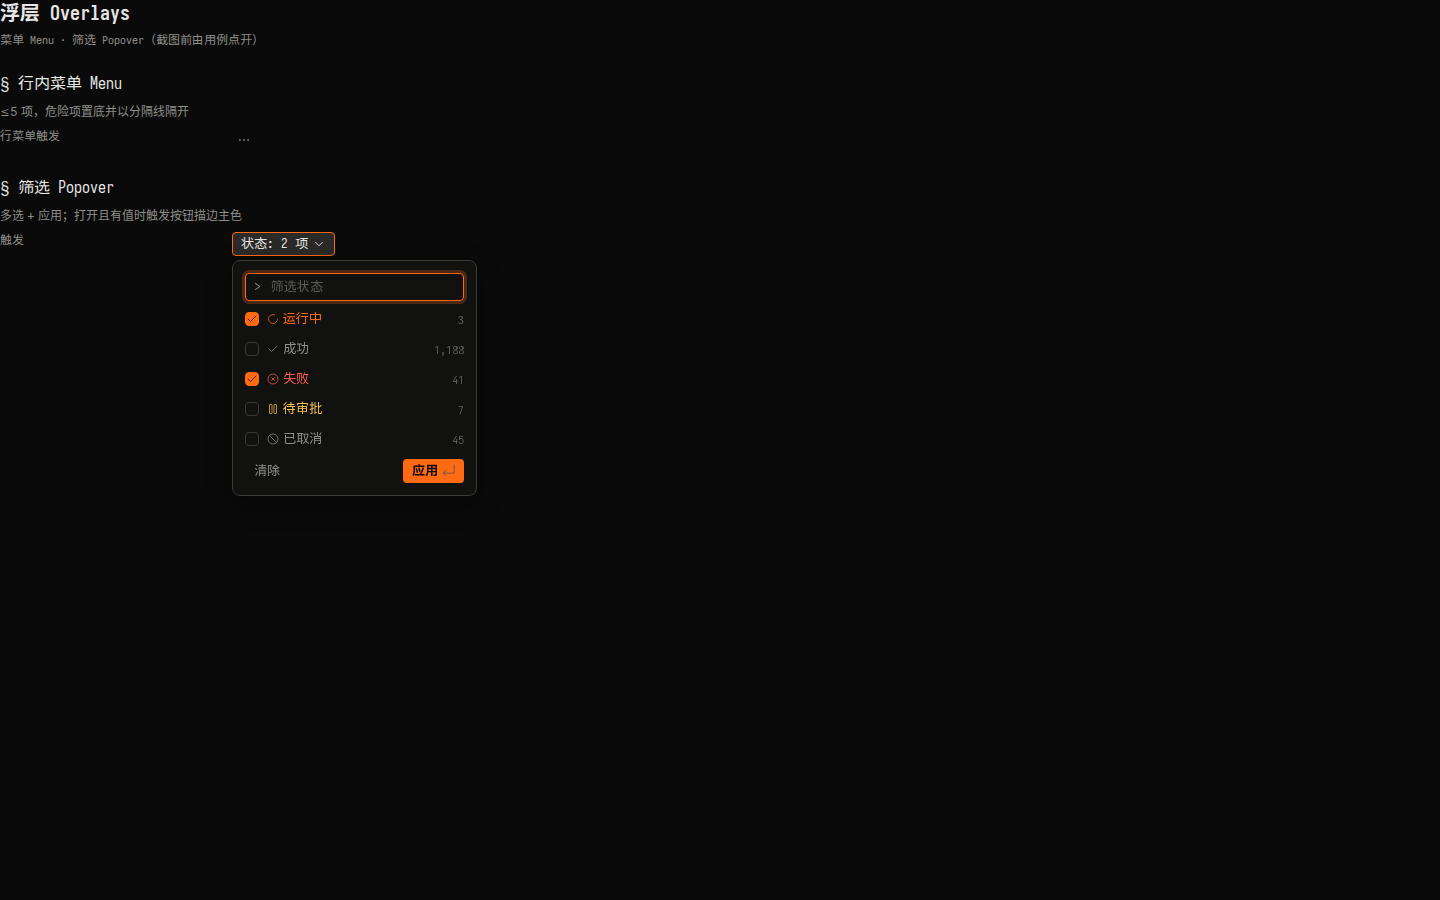 浮层 Overlays
菜单 Menu · 筛选 Popover（截图前由用例点开）
§ 行内菜单 Menu
≤5 项，危险项置底并以分隔线隔开
行菜单触发 …
§ 筛选 Popover
多选 + 应用；打开且有值时触发按钮描边主色
触发 状态: 2 项
> 筛选状态
运行中 3
成功 1,188
失败 41
待审批 7
已取消 45
清除 应用